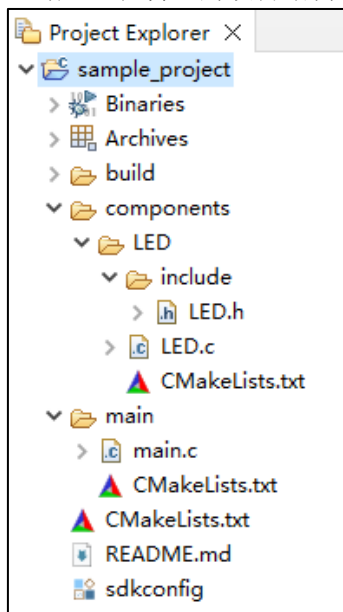 Project Explorer
sample_project
Binaries
Archives
build
components
LED
include
LED.h
LED.c
CMakeLists.txt
main
main.c
CMakeLists.txt
CMakeLists.txt
README.md
sdkconfig